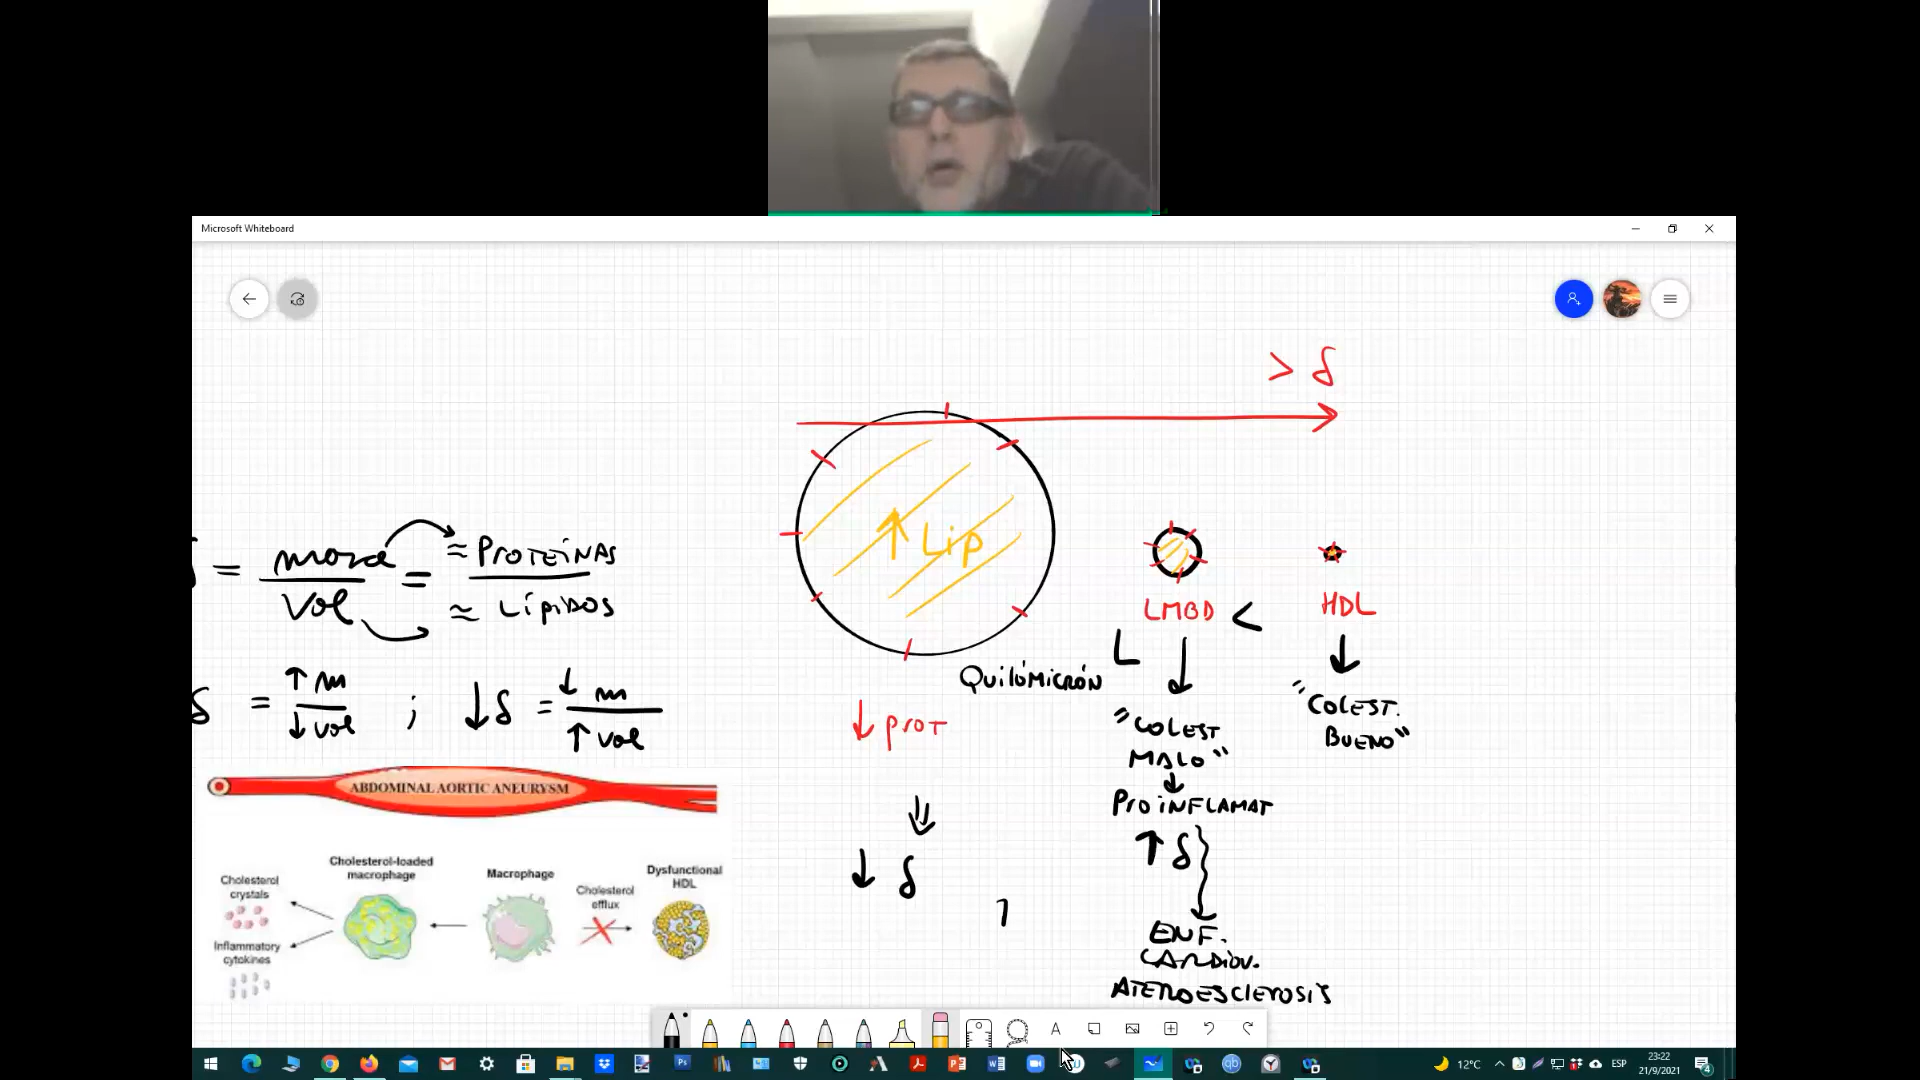 Microsoft Whiteboard
> δ
↑ Lip
= masa / Vol = ≈ PROTEÍNAS / ≈ LÍPIDOS
δ = ↑ m / ↓ vol ; ↓ δ = ↓ m / ↑ vol
Quilómicrón
↓ prot
↓ δ
<
HDL
L
"COLEST
MALO"
ProiNFLAMAT
↑ δ
ENF.
CARDIOV.
ATEROESCLEROSIS
"COLEST.
BUENO"
ABDOMINAL AORTIC ANEURYSM
Cholesterol
crystals
Inflammatory
cytokines
Cholesterol-loaded
macrophage
Macrophage
Cholesterol
efflux
Dysfunctional
HDL
A
12°C
ESP
23:22
21/9/2021
4